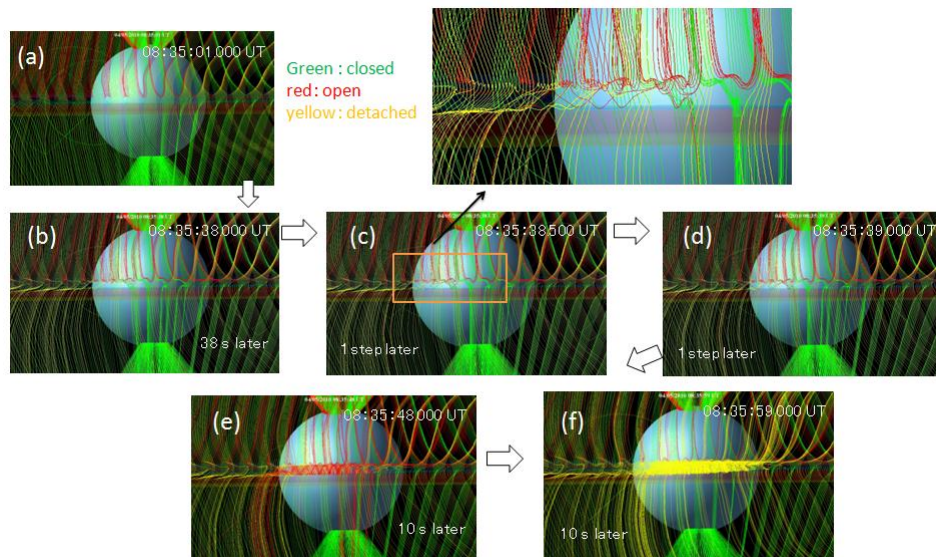 (a)
08:35:01.000 UT
Green : closed
red : open
yellow : detached
(b)
08:35:38.000 UT
38 s later
(c)
08:35:38.500 UT
1 step later
(d)
08:35:39.000 UT
1 step later
(e)
08:35:48.000 UT
10 s later
(f)
08:35:59.000 UT
10 s later